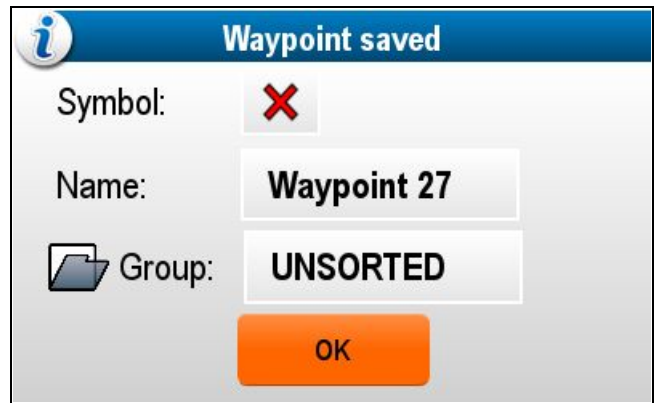 i Waypoint saved
Symbol:
Name: Waypoint 27
Group: UNSORTED
OK